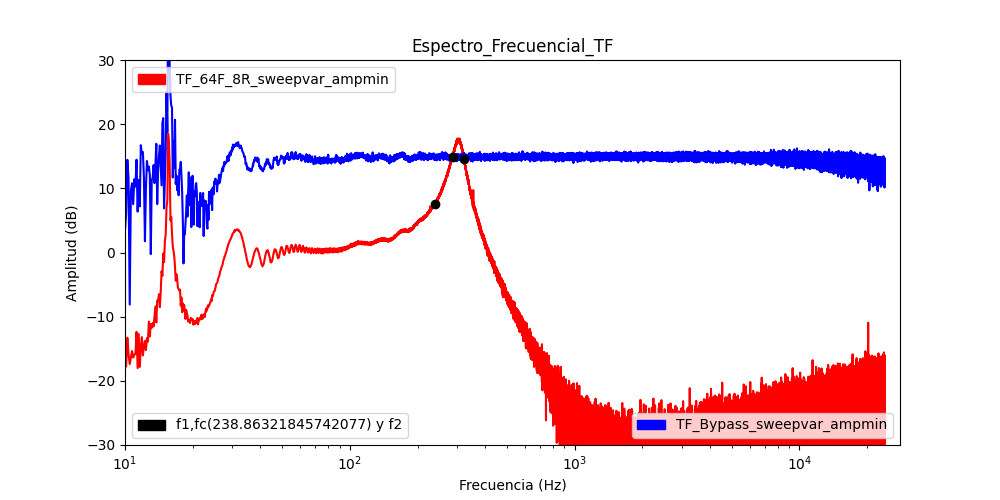 Espectro_Frecuencial_TF
30
20
10
0
−10
−20
−30
Amplitud (dB)
TF_64F_8R_sweepvar_ampmin
f1,fc(238.86321845742077) y f2
TF_Bypass_sweepvar_ampmin
10^1
10^2
10^3
10^4
Frecuencia (Hz)